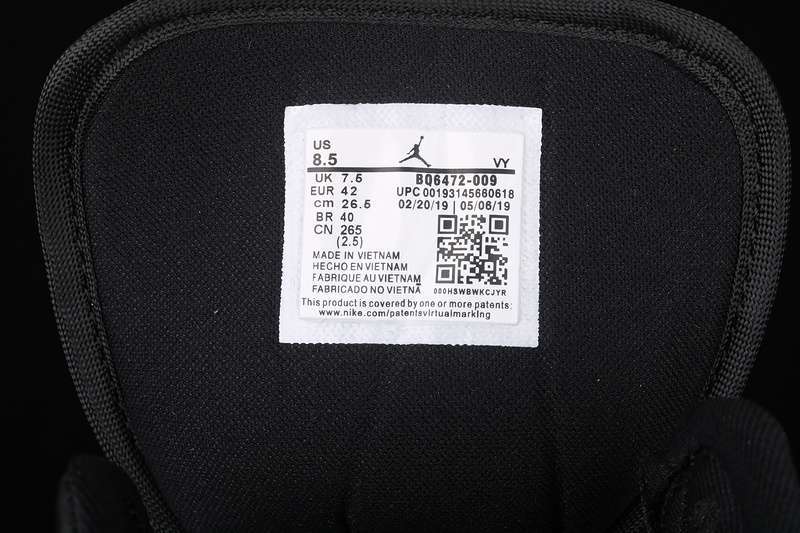 US
8.5
VY
UK 7.5
BQ6472-009
EUR 42
UPC 00193145660618
cm 26.5
02/20/19 | 05/06/19
BR 40
CN 265
(2.5)
MADE IN VIETNAM
HECHO EN VIETNAM
FABRIQUE AU VIETNAM
FABRICADO NO VIETNÃ
000HSWBWKCJYR
This product is covered by one or more patents:
www.nike.com/patentsvirtualmarking